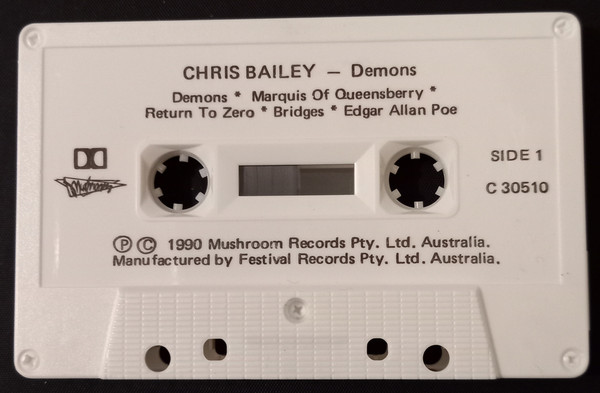 CHRIS BAILEY — Demons
Demons * Marquis Of Queensberry *
Return To Zero * Bridges * Edgar Allan Poe
SIDE 1
mushroom
C 30510
Ⓟ Ⓒ 1990 Mushroom Records Pty. Ltd. Australia.
Manufactured by Festival Records Pty. Ltd. Australia.